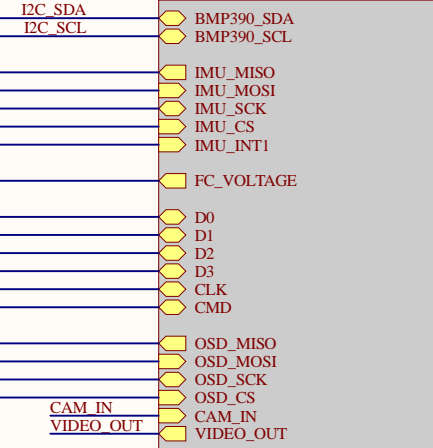 I2C_SDA BMP390_SDA
I2C_SCL BMP390_SCL
IMU_MISO
IMU_MOSI
IMU_SCK
IMU_CS
IMU_INT1
FC_VOLTAGE
D0
D1
D2
D3
CLK
CMD
OSD_MISO
OSD_MOSI
OSD_SCK
OSD_CS
CAM_IN CAM_IN
VIDEO_OUT VIDEO_OUT